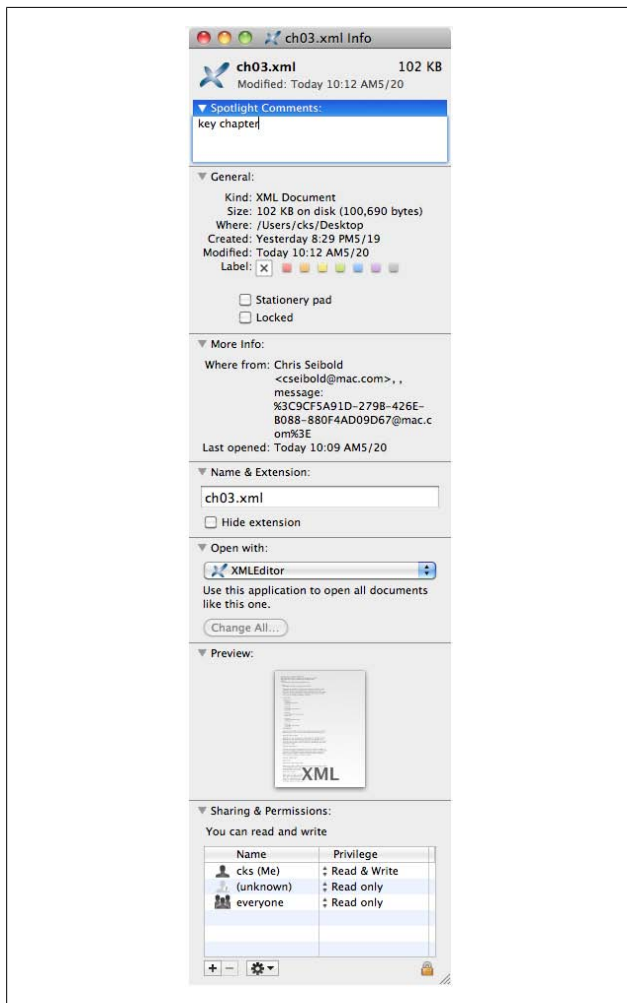 ch03.xml Info
ch03.xml 102 KB
Modified: Today 10:12 AM5/20
Spotlight Comments:
key chapter
General:
Kind: XML Document
Size: 102 KB on disk (100,690 bytes)
Where: /Users/cks/Desktop
Created: Yesterday 8:29 PM5/19
Modified: Today 10:12 AM5/20
Label:
Stationery pad
Locked
More Info:
Where from: Chris Seibold
<cseibold@mac.com>, ,
message:
%3C9CF5A91D-279B-426E-
B088-880F4AD09D67@mac.c
om%3E
Last opened: Today 10:09 AM5/20
Name & Extension:
ch03.xml
Hide extension
Open with:
XMLEditor
Use this application to open all documents
like this one.
Change All...
Preview:
XML
Sharing & Permissions:
You can read and write
Name Privilege
cks (Me) Read & Write
(unknown) Read only
everyone Read only